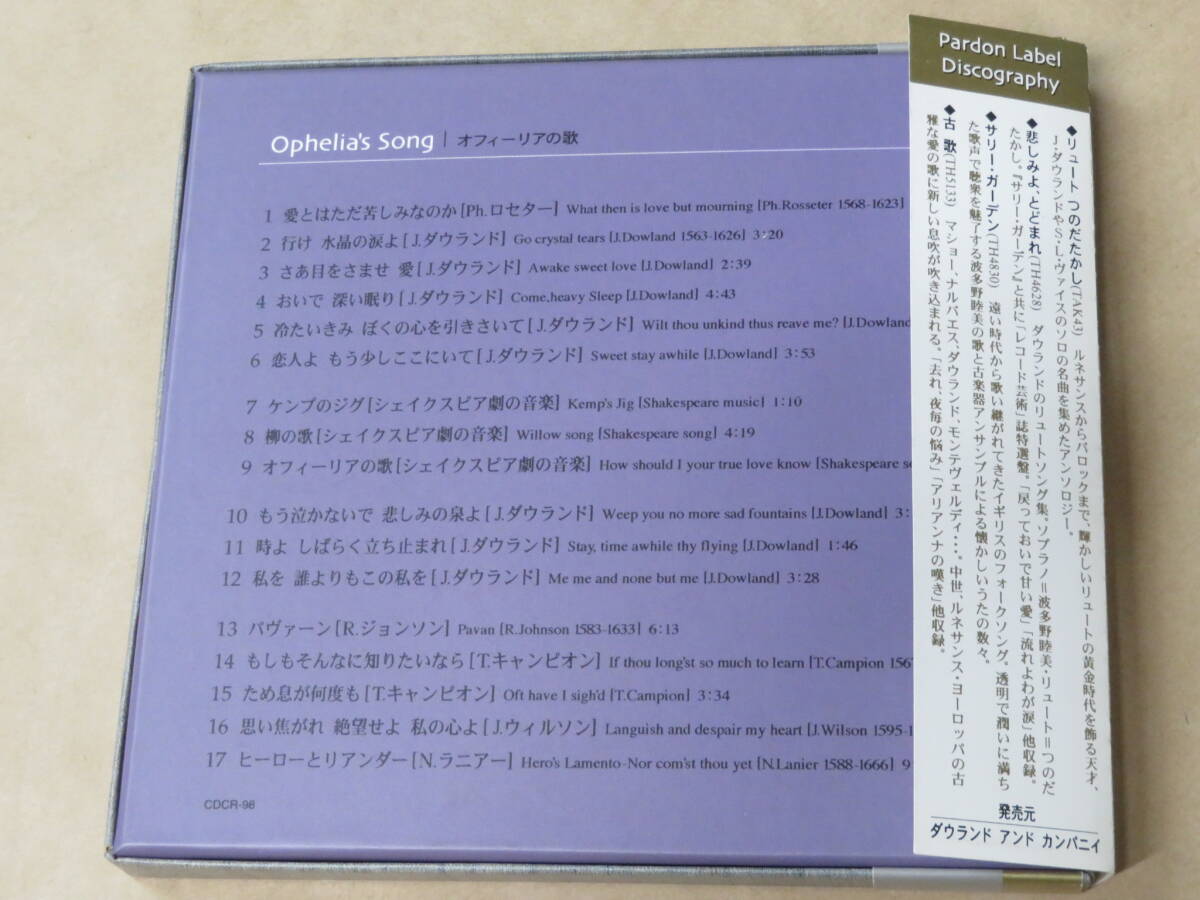 Ophelia's Song | オフィーリアの歌
1 愛とはただ苦しみなのか[Ph.ロセター] What then is love but mourning [Ph.Rosseter 1568-1623]
2 行け 水晶の涙よ[J.ダウランド] Go crystal tears [J.Dowland 1563-1626] 3:20
3 さあ目をさませ 愛[J.ダウランド] Awake sweet love [J.Dowland] 2:39
4 おいで 深い眠り[J.ダウランド] Come,heavy Sleep [J.Dowland] 4:43
5 冷たいきみ ぼくの心を引きさいて[J.ダウランド] Wilt thou unkind thus reave me? [J.Dowland
6 恋人よ もう少しここにいて[J.ダウランド] Sweet stay awhile [J.Dowland] 3:53
7 ケンプのジグ[シェイクスピア劇の音楽] Kemp's Jig [Shakespeare music] 1:10
8 柳の歌[シェイクスピア劇の音楽] Willow song [Shakespeare song] 4:19
9 オフィーリアの歌[シェイクスピア劇の音楽] How should I your true love know [Shakespeare so
10 もう泣かないで 悲しみの泉よ[J.ダウランド] Weep you no more sad fountains [J.Dowland] 3:
11 時よ しばらく立ち止まれ[J.ダウランド] Stay, time awhile thy flying [J.Dowland] 1:46
12 私を 誰よりもこの私を[J.ダウランド] Me me and none but me [J.Dowland] 3:28
13 パヴァーン[R.ジョンソン] Pavan [R.Johnson 1583-1633] 6:13
14 もしもそんなに知りたいなら[T.キャンピオン] If thou long'st so much to learn [T.Campion 156
15 ため息が何度も[T.キャンピオン] Oft have I sigh'd [T.Campion] 3:34
16 思い焦がれ 絶望せよ 私の心よ[J.ウィルソン] Languish and despair my heart [J.Wilson 1595-1
17 ヒーローとリアンダー[N.ラニアー] Hero's Lamento-Nor com'st thou yet [N.Lanier 1588-1666] 9
CDCR-98
Pardon Label
Discography
◆リュート つのだたかし(TAK43) ルネサンスからバロックまで、輝かしいリュートの黄金時代を飾る天才、
J・ダウランドやS・L・ヴァイスのソロの名曲を集めたアンソロジー。
◆悲しみよ、とどまれ(TH4628) ダウランドのリュートソング集。ソプラノ=波多野睦美・リュート=つのだ
たかし。『サリー・ガーデン』と共に「レコード芸術」誌特選盤。「戻っておいで甘い愛」「流れよわが涙」他収録。
◆サリー・ガーデン(TH4830) 遠い時代から歌い継がれてきたイギリスのフォークソング。透明で潤いに満ち
た歌声で聴衆を魅了する波多野睦美の歌と古楽器アンサンブルによる懐かしいうたの数々。
◆古 歌(TH5133) マショー、ナルバエス、ダウランド、モンテヴェルディ・・・。中世、ルネサンス・ヨーロッパの古
雅な愛の歌に新しい息吹が吹き込まれる。「去れ、夜毎の悩み」「アリアンナの嘆き」他収録。
発売元
ダウランド アンド カンパニイ